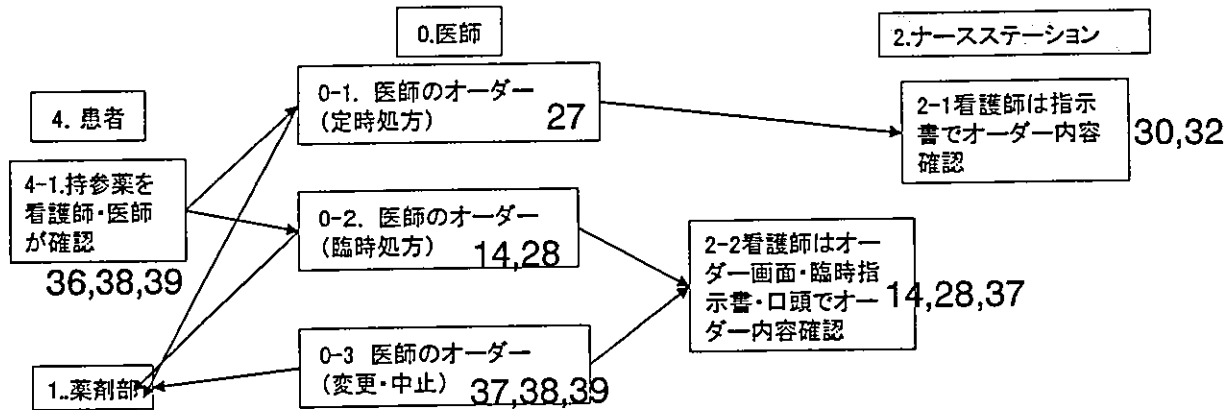 0.医師
2.ナースステーション
4. 患者
0-1. 医師のオーダー
(定時処方)
27
2-1看護師は指示
書でオーダー内容
確認
30,32
4-1.持参薬を
看護師・医師
が確認
36,38,39
0-2. 医師のオーダー
(臨時処方)
14,28
2-2看護師はオー
ダー画面・臨時指
示書・口頭でオー
ダー内容確認
14,28,37
0-3 医師のオーダー
(変更・中止)
37,38,39
1..薬剤部